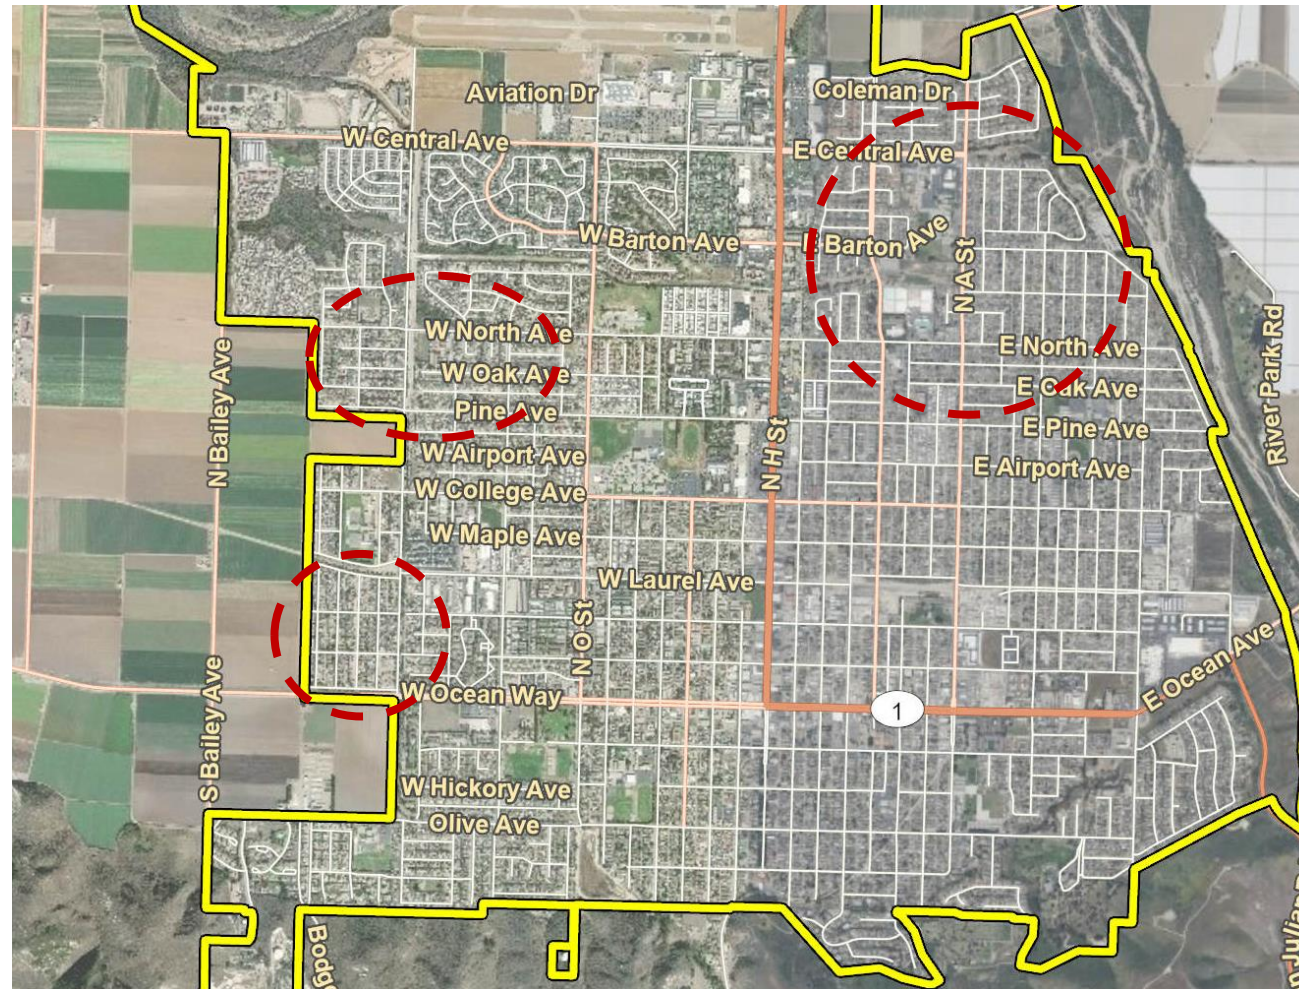 Aviation Dr
Coleman Dr
W Central Ave
E Central Ave
W Barton Ave
E Barton Ave
N A St
W North Ave
E North Ave
W Oak Ave
E Oak Ave
Pine Ave
E Pine Ave
N Bailey Ave
River Park Rd
W Airport Ave
N H St
E Airport Ave
W College Ave
W Maple Ave
W Laurel Ave
N O St
W Ocean Way
E Ocean Ave
1
S Bailey Ave
W Hickory Ave
Olive Ave